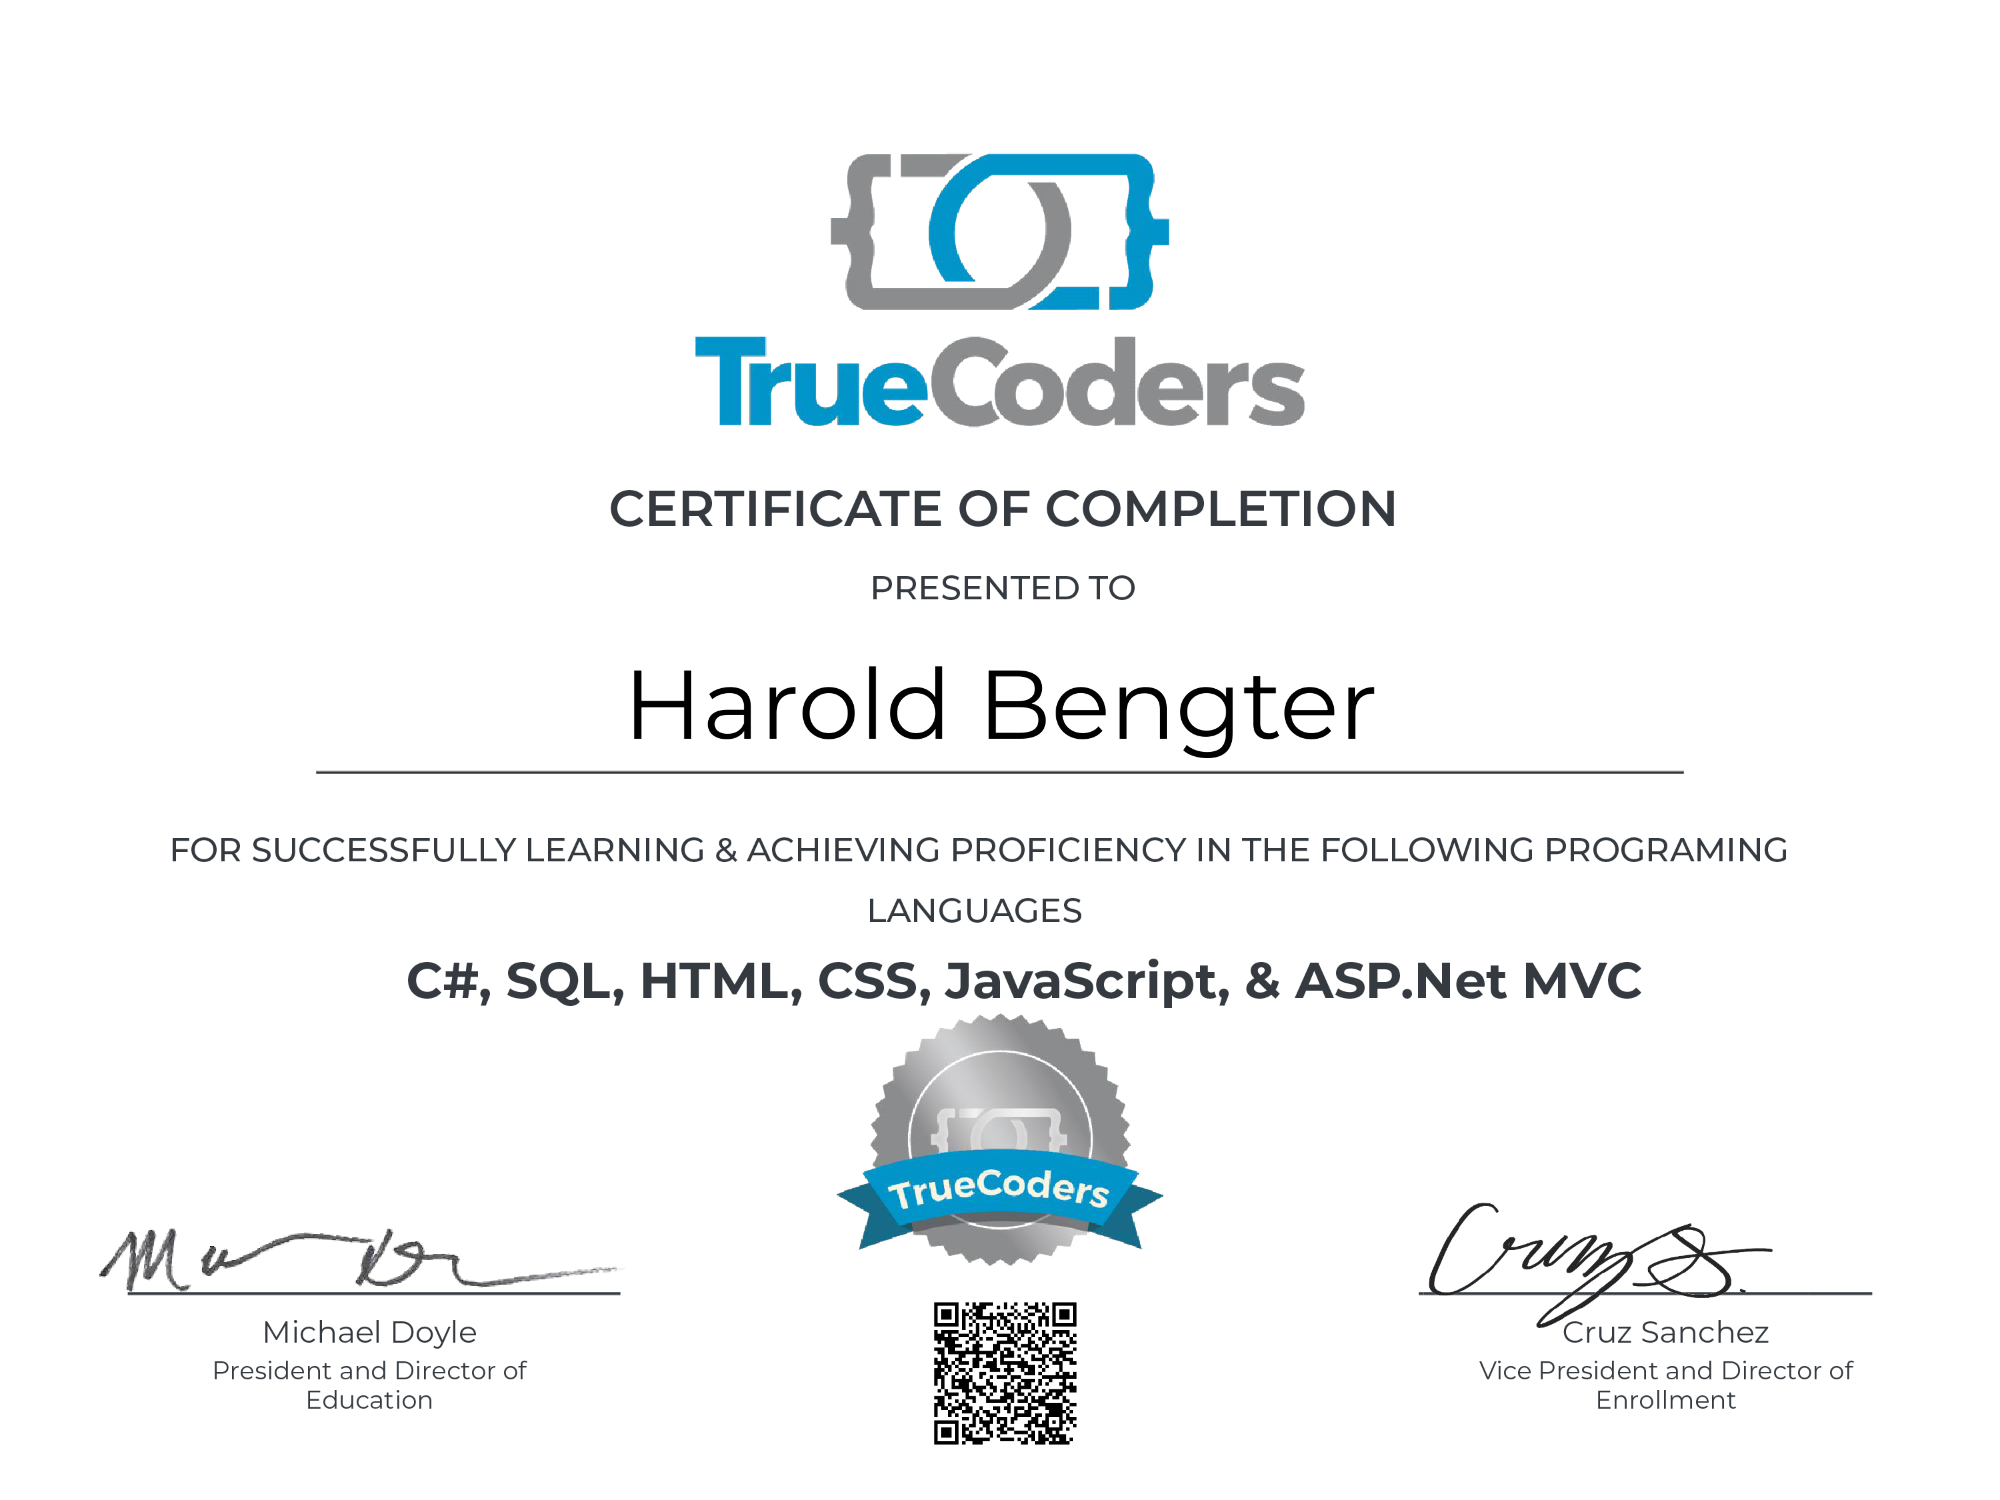 TrueCoders
CERTIFICATE OF COMPLETION
PRESENTED TO
Harold Bengter
FOR SUCCESSFULLY LEARNING & ACHIEVING PROFICIENCY IN THE FOLLOWING PROGRAMING
LANGUAGES
C#, SQL, HTML, CSS, JavaScript, & ASP.Net MVC
TrueCoders
Cruz S.
Michael Doyle
President and Director of
Education
Cruz Sanchez
Vice President and Director of
Enrollment